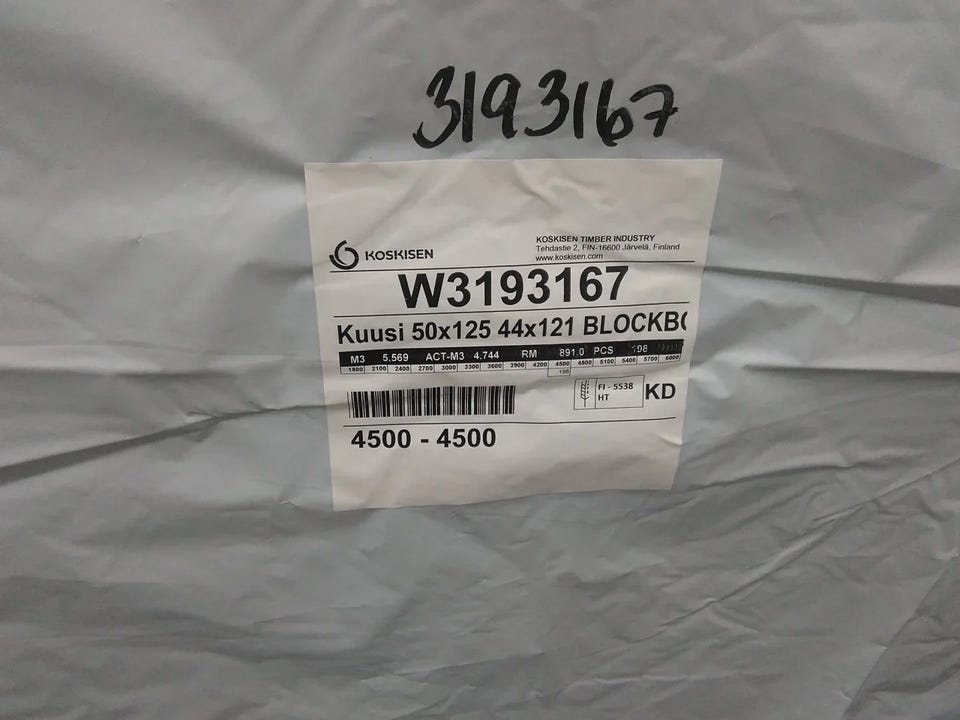 3193167
KOSKISEN
KOSKISEN TIMBER INDUSTRY
Tehdastie 2, FIN-16600 Järvelä, Finland
www.koskisen.com
W3193167
Kuusi 50x125 44x121 BLOCKBO
M3 5.569 ACT-M3 4.744 RM 891.0 PCS 198
1800 2100 2400 2700 3000 3300 3600 3900 4200 4500 4800 5100 5400 5700 6000
198
FI - 5538
HT
KD
4500 - 4500